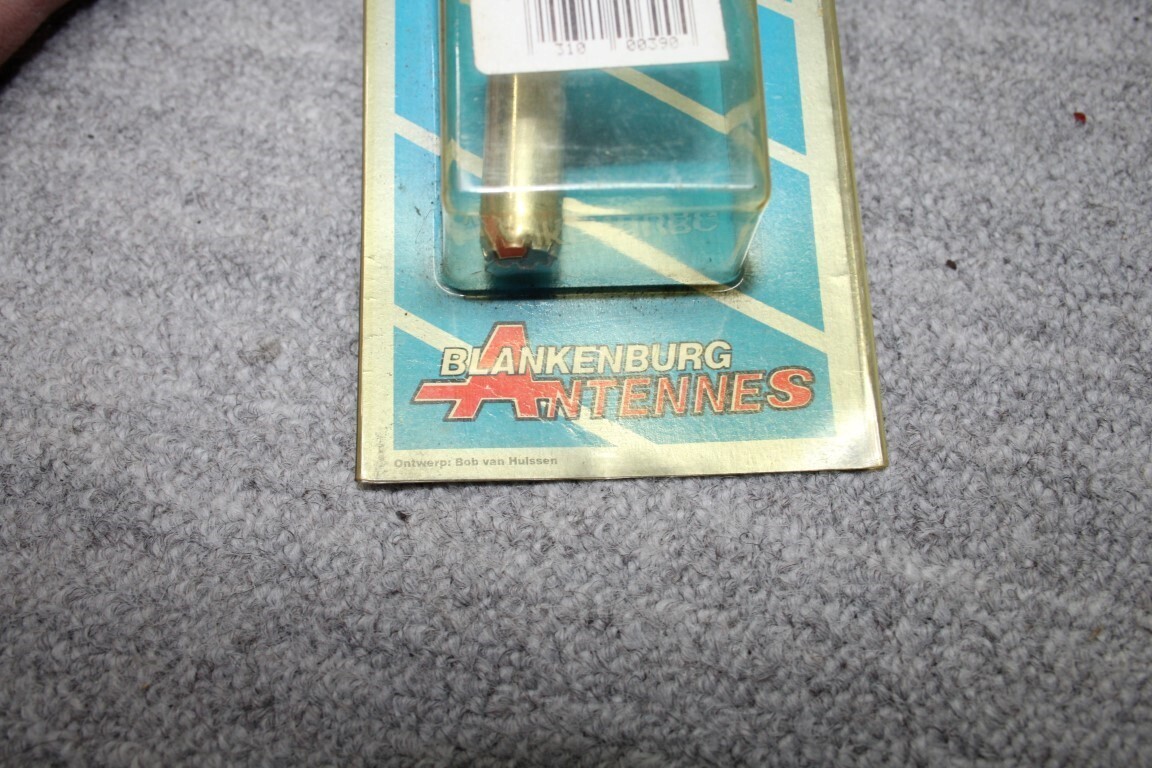 310 00390
BLANKENBURG
ANTENNES
Ontwerp: Bob van Hulssen